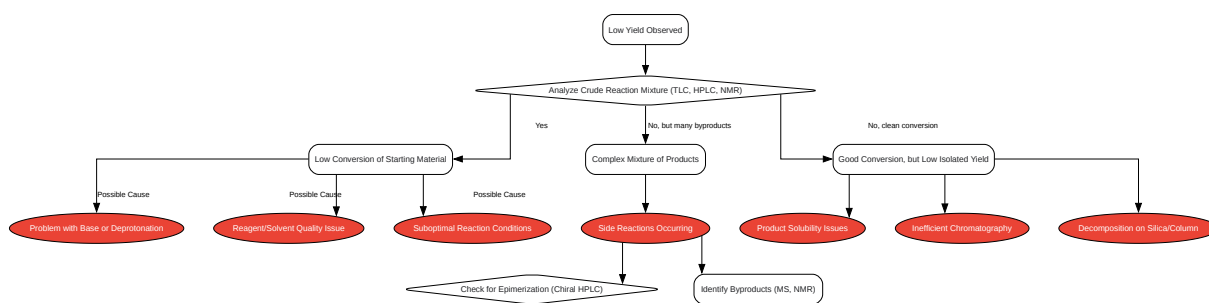 Low Yield Observed
Analyze Crude Reaction Mixture (TLC, HPLC, NMR)
Yes
No, but many byproducts
No, clean conversion
Low Conversion of Starting Material
Complex Mixture of Products
Good Conversion, but Low Isolated Yield
Possible Cause
Possible Cause
Possible Cause
Problem with Base or Deprotonation
Reagent/Solvent Quality Issue
Suboptimal Reaction Conditions
Side Reactions Occurring
Product Solubility Issues
Inefficient Chromatography
Decomposition on Silica/Column
Check for Epimerization (Chiral HPLC)
Identify Byproducts (MS, NMR)